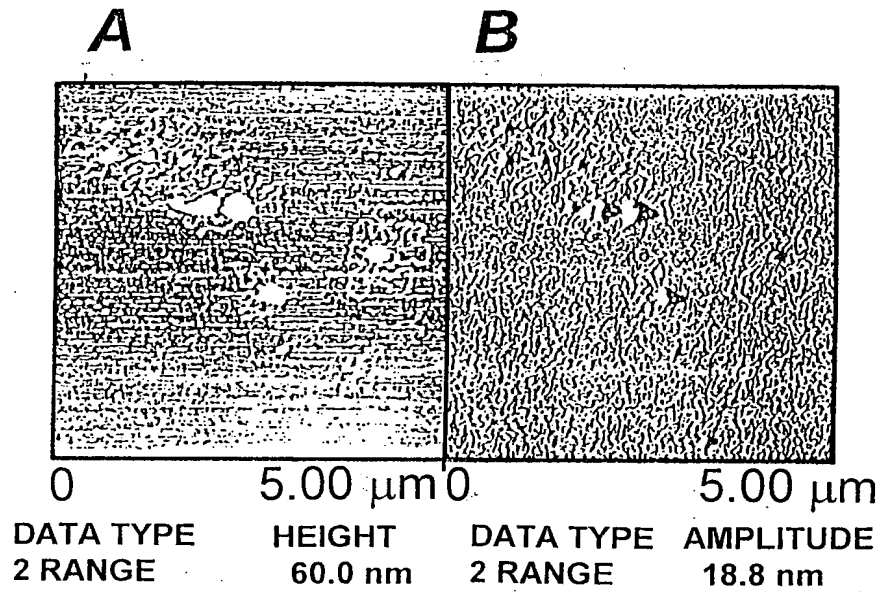 A B
0 5.00 μm 0 5.00 μm
DATA TYPE HEIGHT DATA TYPE AMPLITUDE
2 RANGE 60.0 nm 2 RANGE 18.8 nm